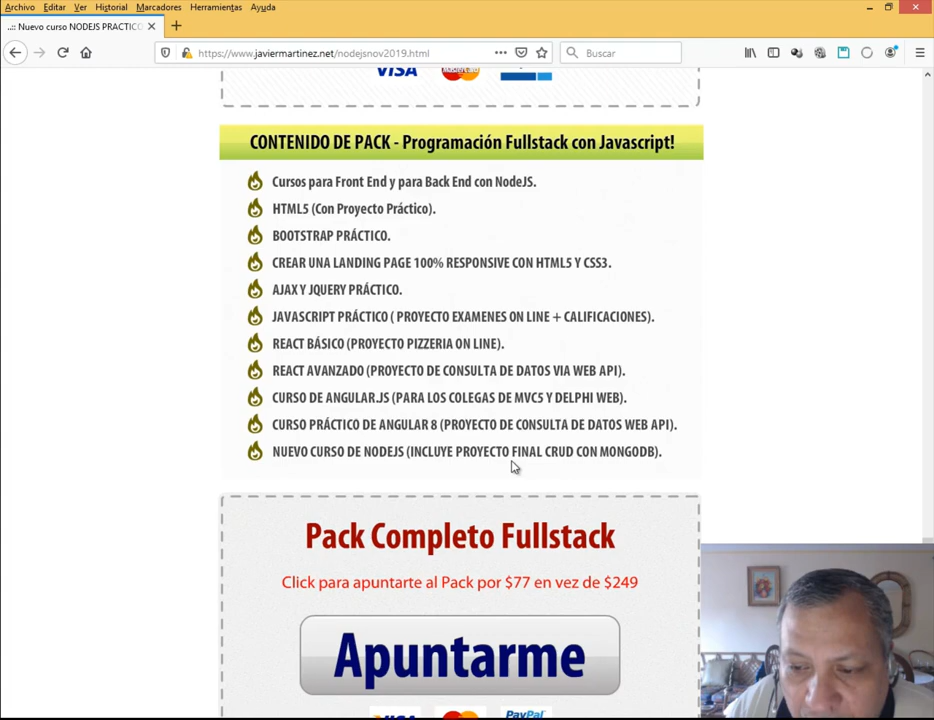 Archivo Editar Ver Historial Marcadores Herramientas Ayuda
..:: Nuevo curso NODEJS PRACTICO
https://www.javiermartinez.net/nodejsnov2019.html
Buscar
VISA
CONTENIDO DE PACK - Programación Fullstack con Javascript!
Cursos para Front End y para Back End con NodeJS.
HTML5 (Con Proyecto Práctico).
BOOTSTRAP PRÁCTICO.
CREAR UNA LANDING PAGE 100% RESPONSIVE CON HTML5 Y CSS3.
AJAX Y JQUERY PRÁCTICO.
JAVASCRIPT PRÁCTICO ( PROYECTO EXAMENES ON LINE + CALIFICACIONES).
REACT BÁSICO (PROYECTO PIZZERIA ON LINE).
REACT AVANZADO (PROYECTO DE CONSULTA DE DATOS VIA WEB API).
CURSO DE ANGULAR.JS (PARA LOS COLEGAS DE MVC5 Y DELPHI WEB).
CURSO PRÁCTICO DE ANGULAR 8 (PROYECTO DE CONSULTA DE DATOS WEB API).
NUEVO CURSO DE NODEJS (INCLUYE PROYECTO FINAL CRUD CON MONGODB).
Pack Completo Fullstack
Click para apuntarte al Pack por $77 en vez de $249
Apuntarme
VISA PayPal